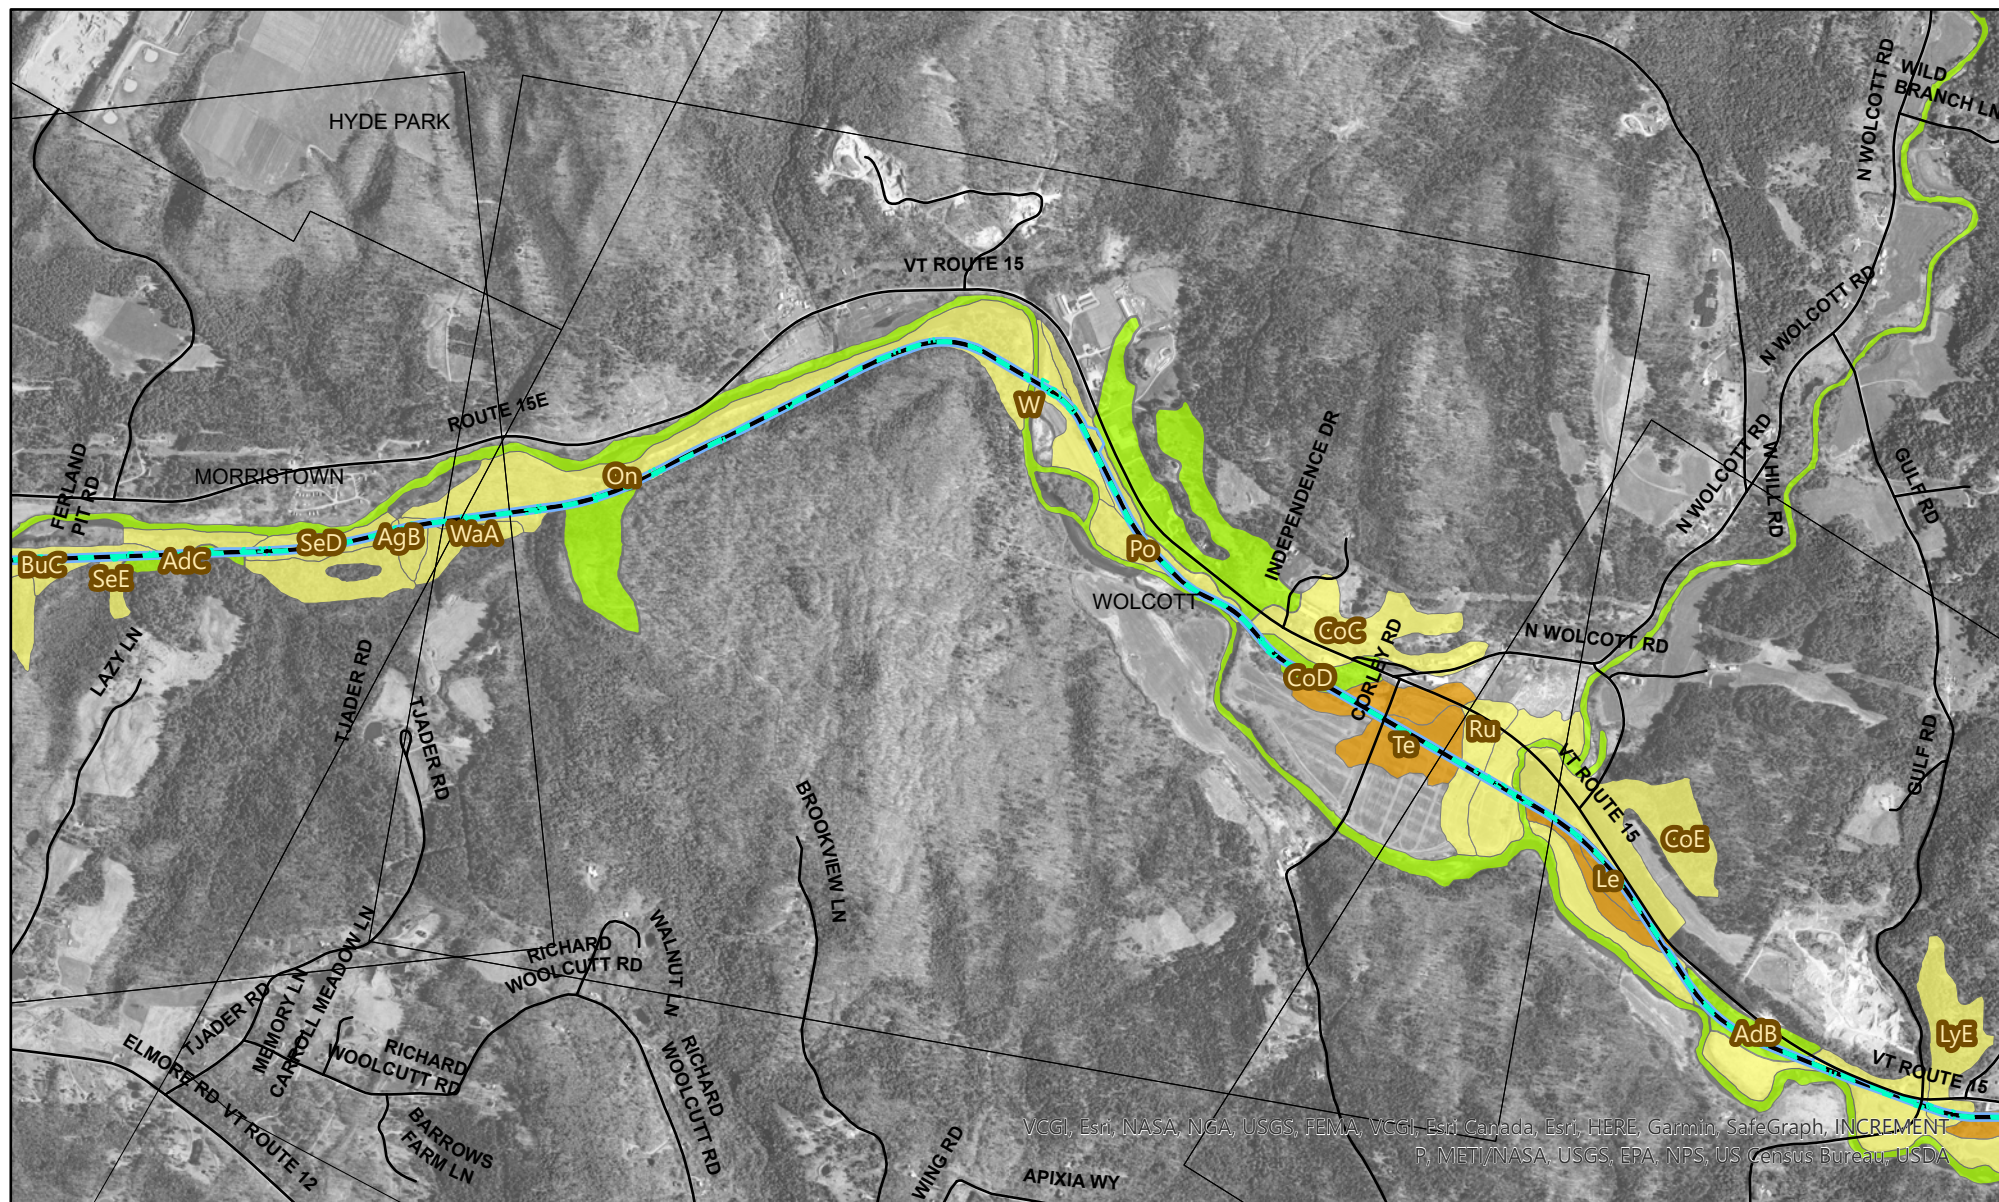 WILD
BRANCH LN
N WOLCOTT RD
HYDE PARK
VT ROUTE 15
N WOLCOTT RD
ROUTE 15E
W
INDEPENDENCE DR
N WOLCOTT RD
W HILL RD
GULF RD
FERLAND
PIT RD
MORRISTOWN
On
SeD
AgB
WaA
BuC
SeE
AdC
Po
WOLCOTT
CoC
N WOLCOTT RD
LAZY LN
TJADER RD
TJADER RD
CoD
CORLEY RD
Te
Ru
VT ROUTE 15
GULF RD
BROOKVIEW LN
CoE
Le
RICHARD
WOOLCUTT RD
WALNUT LN
TJADER RD
MEMORY LN
CARROLL MEADOW LN
RICHARD
WOOLCUTT RD
RICHARD
WOOLCUTT RD
AdB
LyE
VT ROUTE 15
ELMORE RD
VT ROUTE 12
BARROWS
FARM LN
WING RD
APIXIA WY
VCGI, Esri, NASA, NGA, USGS, FEMA, VCGI, Esri Canada, Esri, HERE, Garmin, SafeGraph, INCREMENT
P, METI/NASA, USGS, EPA, NPS, US Census Bureau, USDA